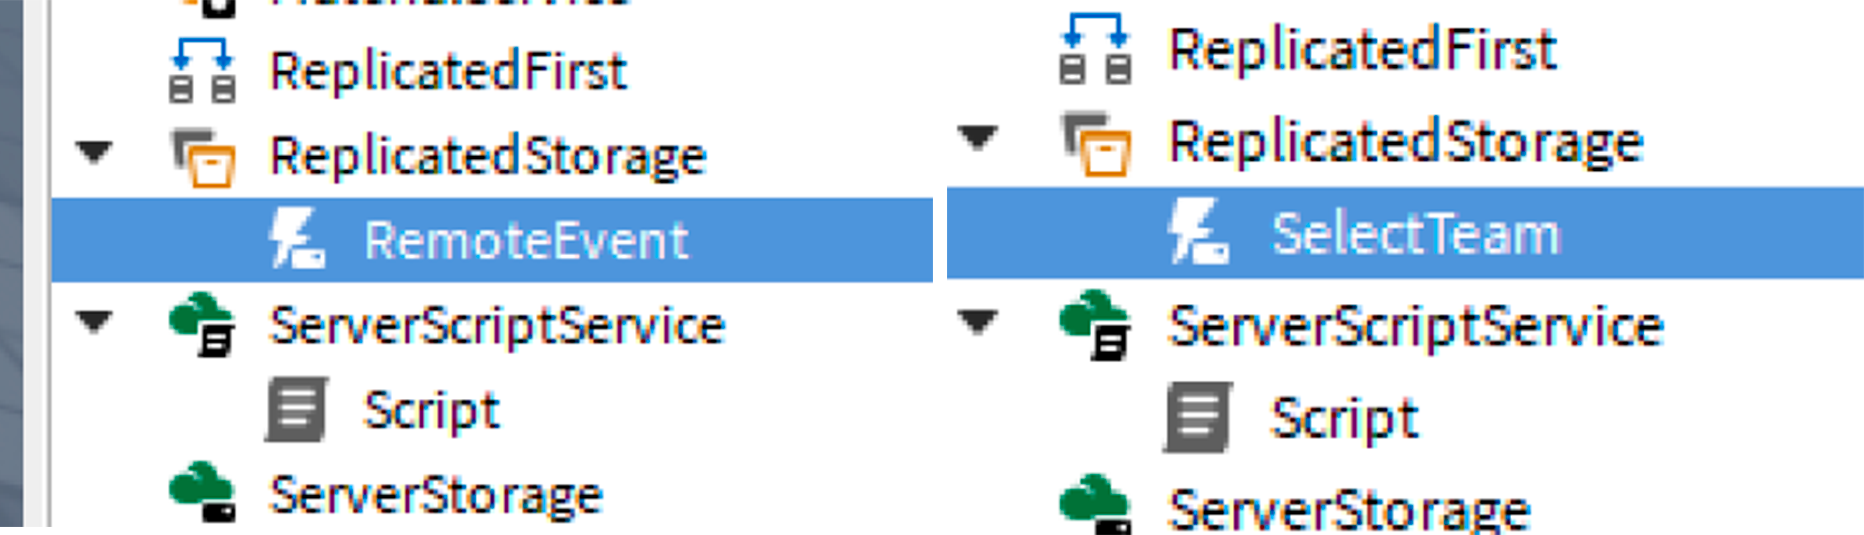 ReplicatedFirst
ReplicatedStorage
RemoteEvent
ServerScriptService
Script
ServerStorage
ReplicatedFirst
ReplicatedStorage
SelectTeam
ServerScriptService
Script
ServerStorage